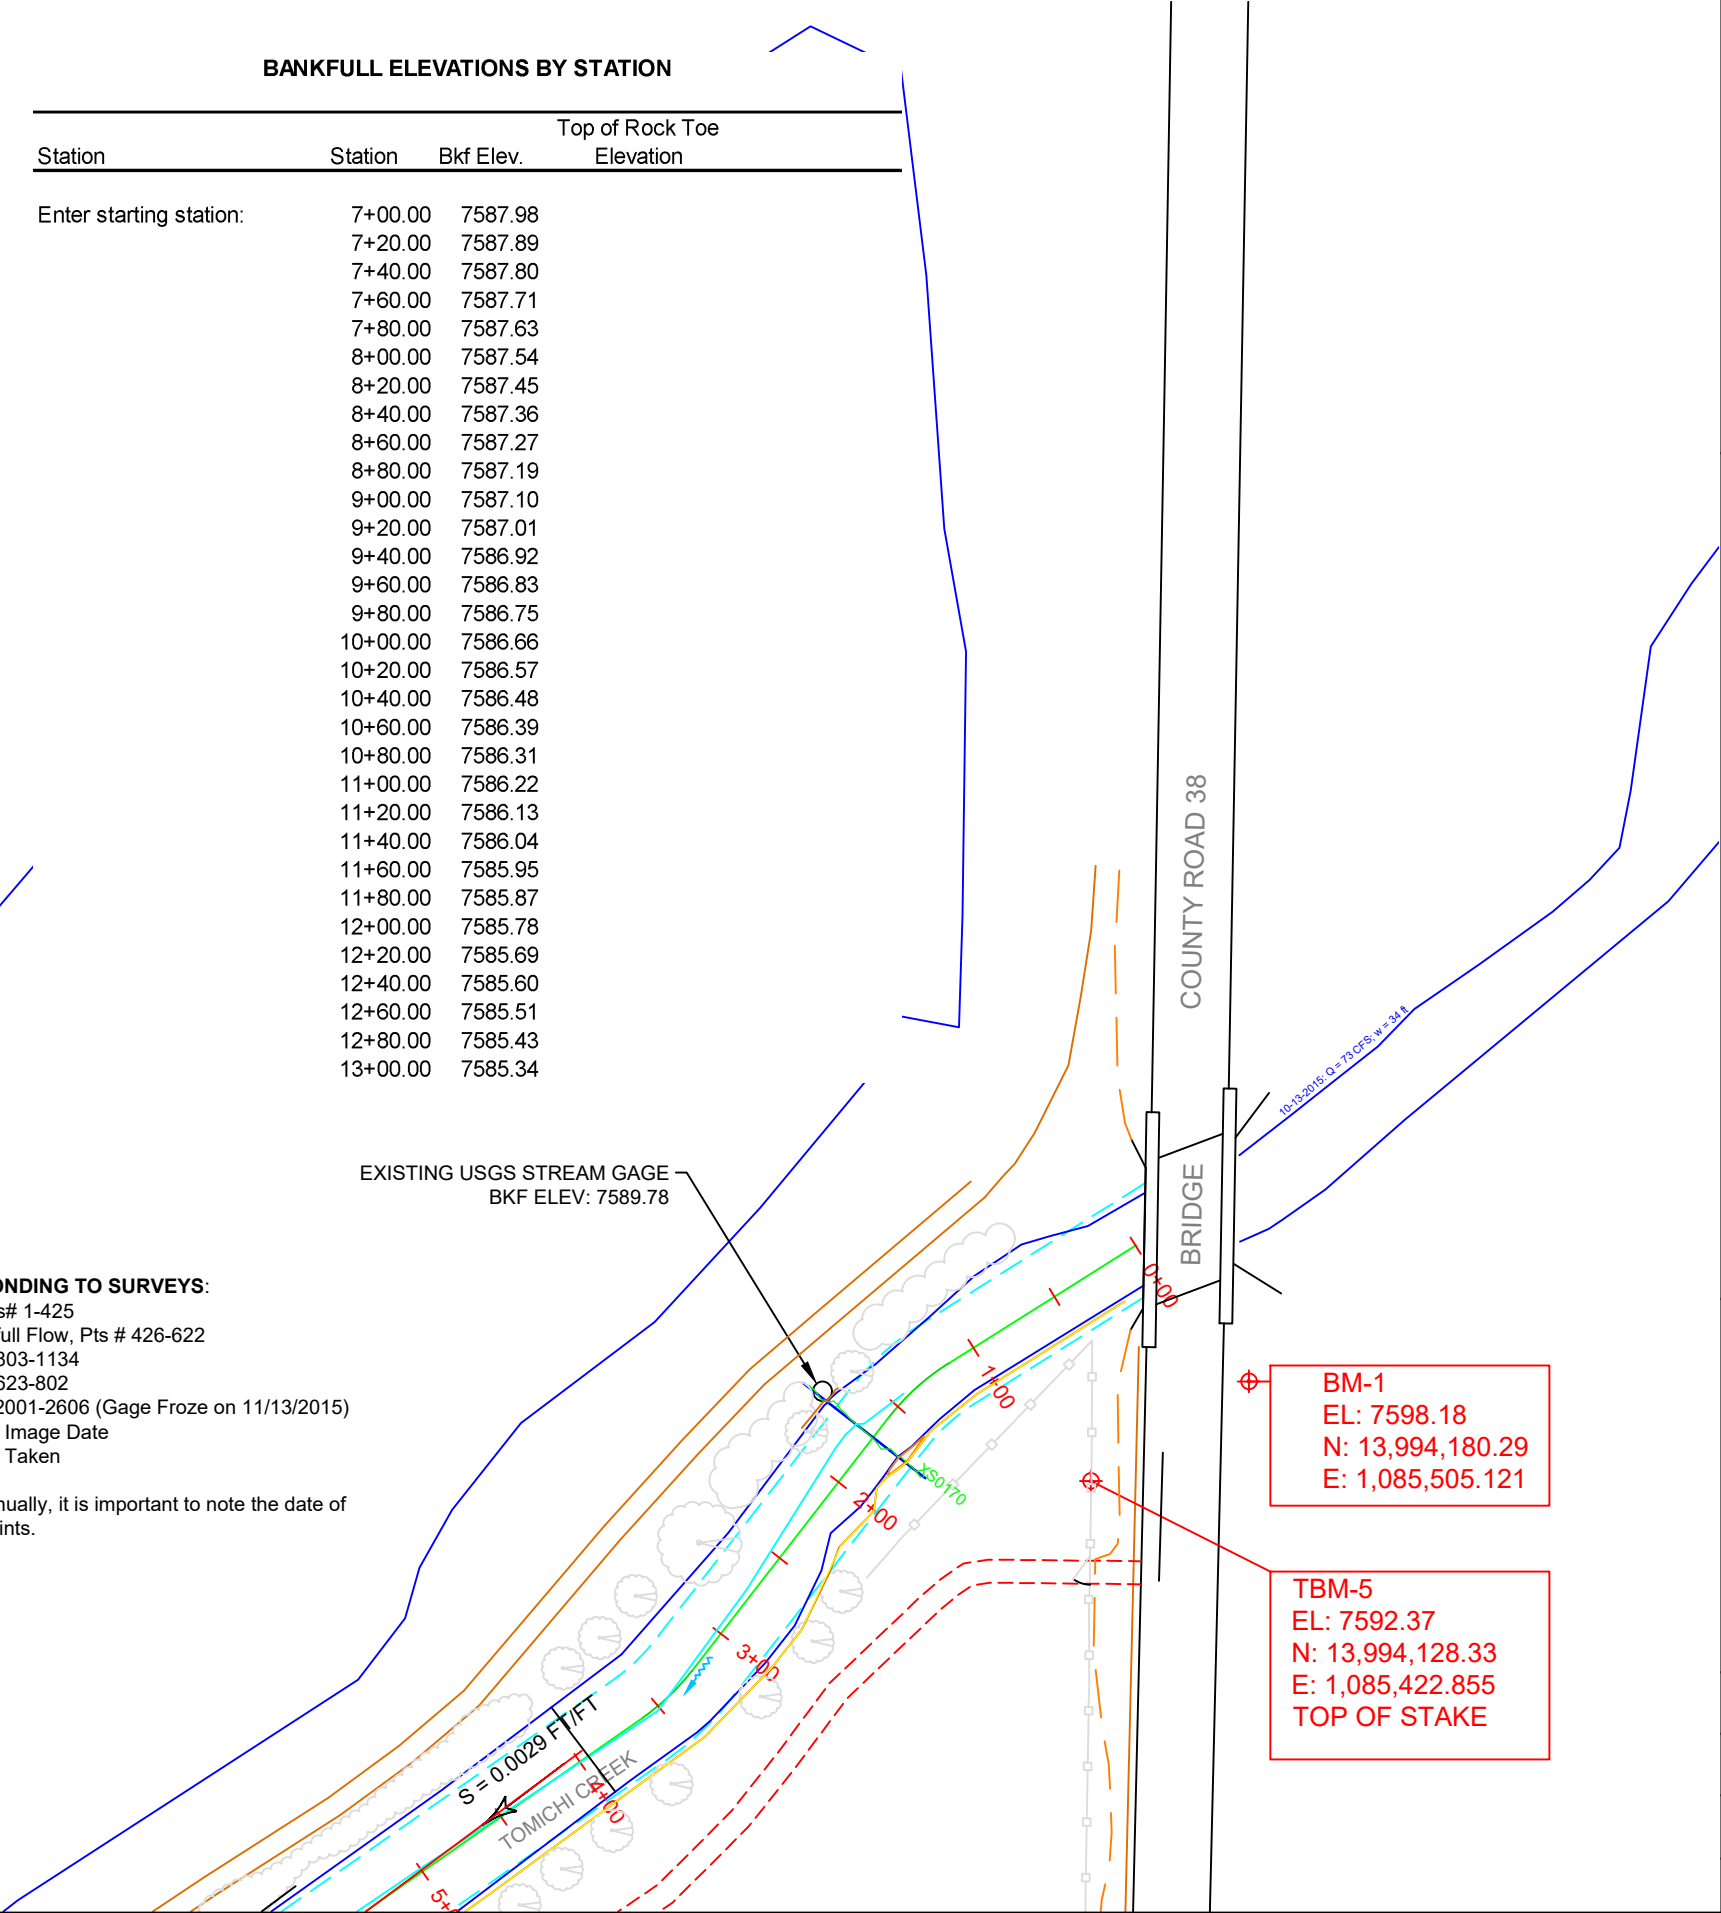 BANKFULL ELEVATIONS BY STATION
Top of Rock Toe
Station Station Bkf Elev. Elevation
Enter starting station: 7+00.00 7587.98
7+20.00 7587.89
7+40.00 7587.80
7+60.00 7587.71
7+80.00 7587.63
8+00.00 7587.54
8+20.00 7587.45
8+40.00 7587.36
8+60.00 7587.27
8+80.00 7587.19
9+00.00 7587.10
9+20.00 7587.01
9+40.00 7586.92
9+60.00 7586.83
9+80.00 7586.75
10+00.00 7586.66
10+20.00 7586.57
10+40.00 7586.48
10+60.00 7586.39
10+80.00 7586.31
11+00.00 7586.22
11+20.00 7586.13
11+40.00 7586.04
11+60.00 7585.95
11+80.00 7585.87
12+00.00 7585.78
12+20.00 7585.69
12+40.00 7585.60
12+60.00 7585.51
12+80.00 7585.43
13+00.00 7585.34
COUNTY ROAD 38
10-13-2015: Q = 73 CFS; w = 34 ft
EXISTING USGS STREAM GAGE
BKF ELEV: 7589.78
BRIDGE
0+00
ONDING TO SURVEYS:
s# 1-425
full Flow, Pts # 426-622
303-1134
623-802
2001-2606 (Gage Froze on 11/13/2015)
Image Date
Taken
nually, it is important to note the date of
ints.
1+00
XS0170
2+00
BM-1
EL: 7598.18
N: 13,994,180.29
E: 1,085,505.121
TBM-5
EL: 7592.37
N: 13,994,128.33
E: 1,085,422.855
TOP OF STAKE
3+00
S = 0.0029 FT/FT
TOMICHI CREEK
4+00
5+0